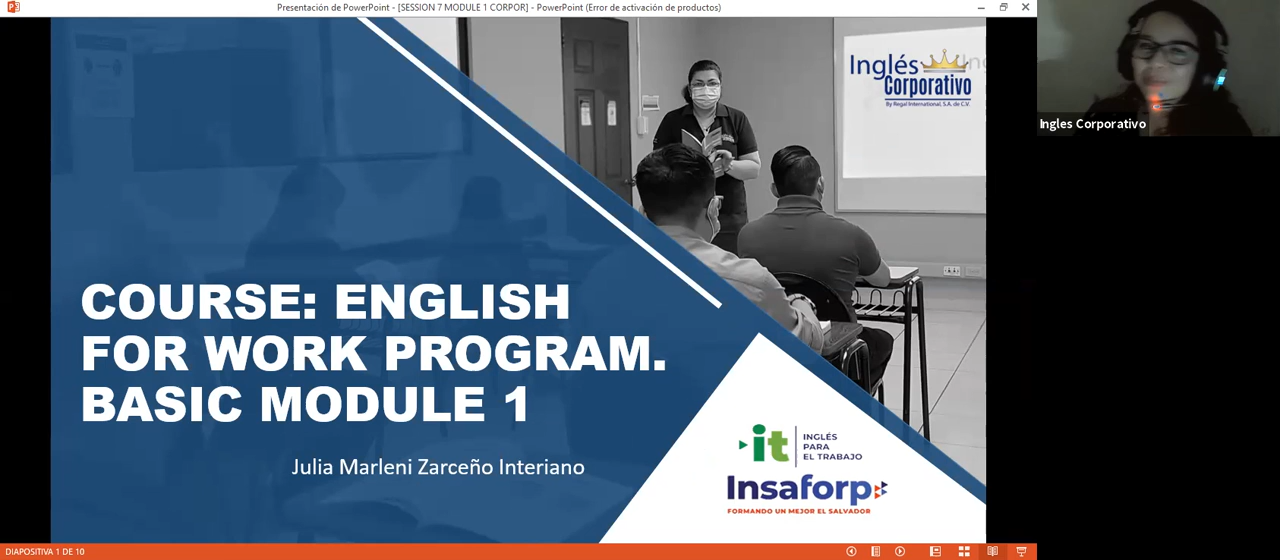 Presentación de PowerPoint - [SESSION 7 MODULE 1 CORPOR] - PowerPoint (Error de activación de productos)
Inglés
Corporativo
By Regal International, S.A. de C.V.
Ingles Corporativo
COURSE: ENGLISH
FOR WORK PROGRAM.
BASIC MODULE 1
Julia Marleni Zarceño Interiano
it
INGLÉS
PARA
EL TRABAJO
Insaforp
FORMANDO UN MEJOR EL SALVADOR
DIAPOSITIVA 1 DE 10